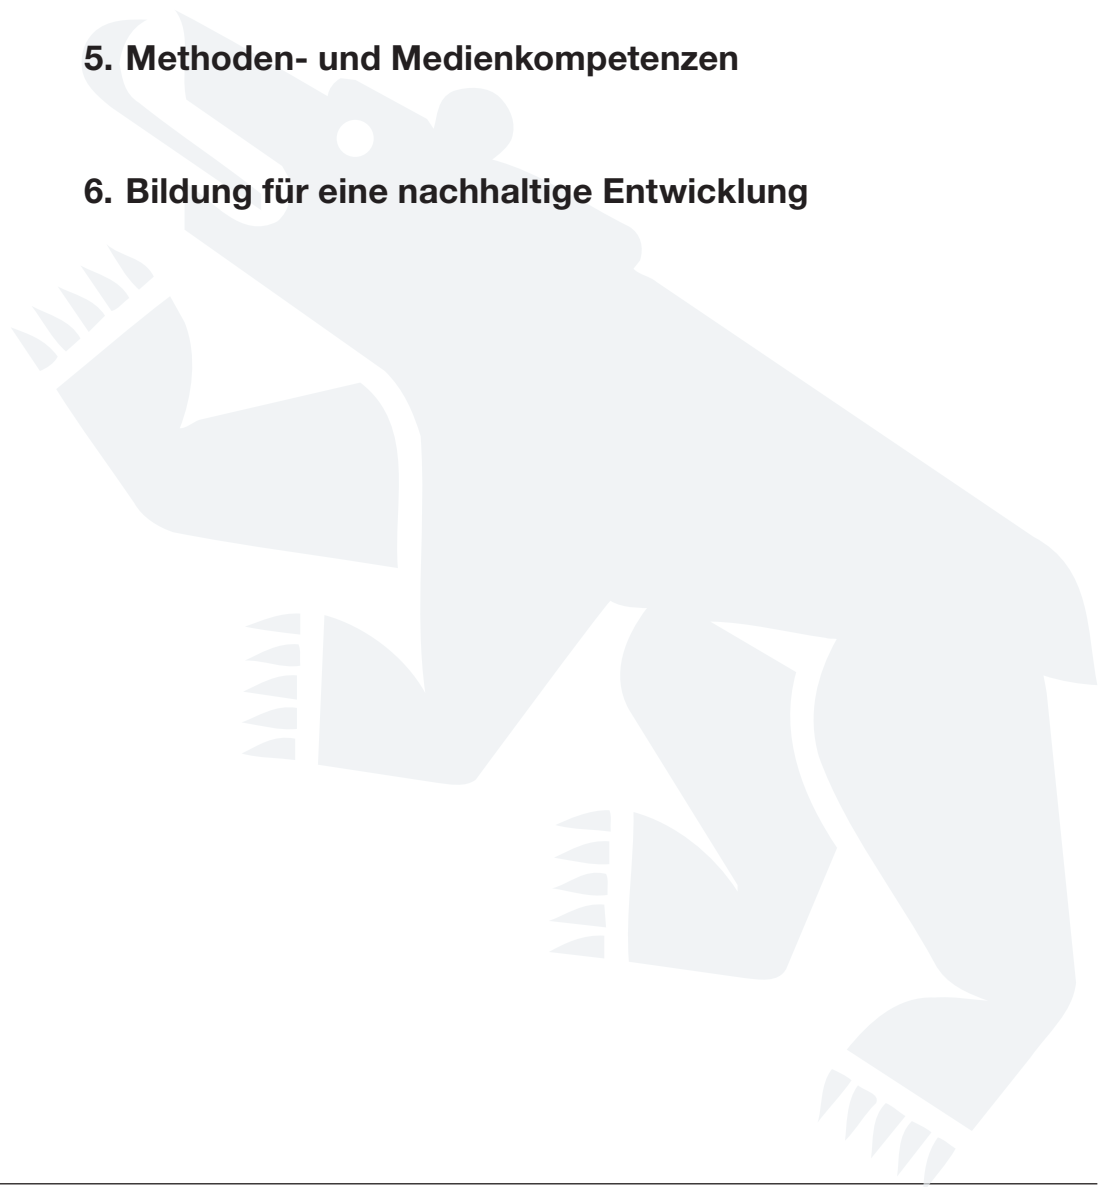 5. Methoden- und Medienkompetenzen
6. Bildung für eine nachhaltige Entwicklung